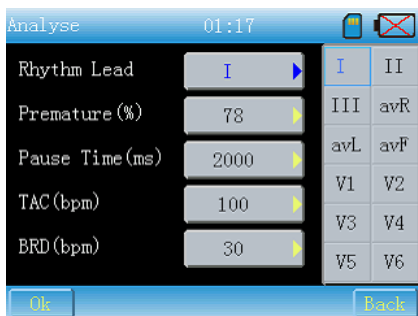 Analyse 01:17
Rhythm Lead I
Premature(%) 78
Pause Time(ms) 2000
TAC(bpm) 100
BRD(bpm) 30
I II
III avR
avL avF
V1 V2
V3 V4
V5 V6
Ok Back